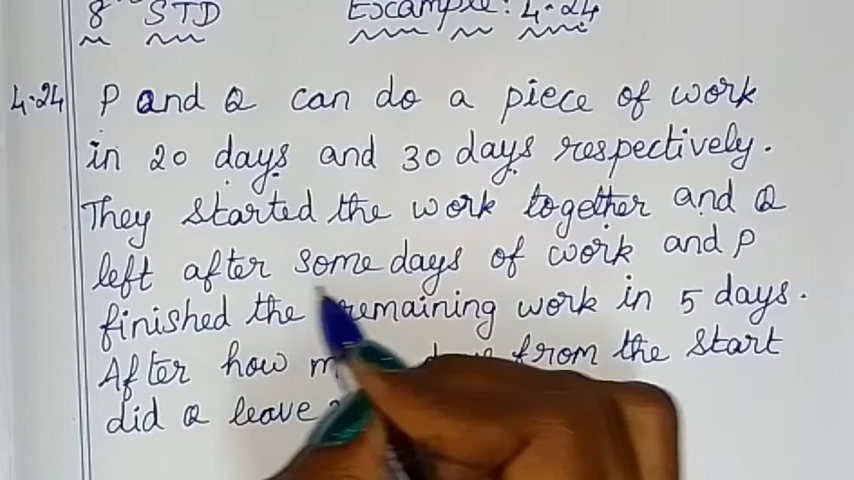 8 STD Example: 4.24
4.24 P and Q can do a piece of work
in 20 days and 30 days respectively.
They started the work together and Q
left after some days of work and P
finished the remaining work in 5 days.
After how from the start
did Q leave